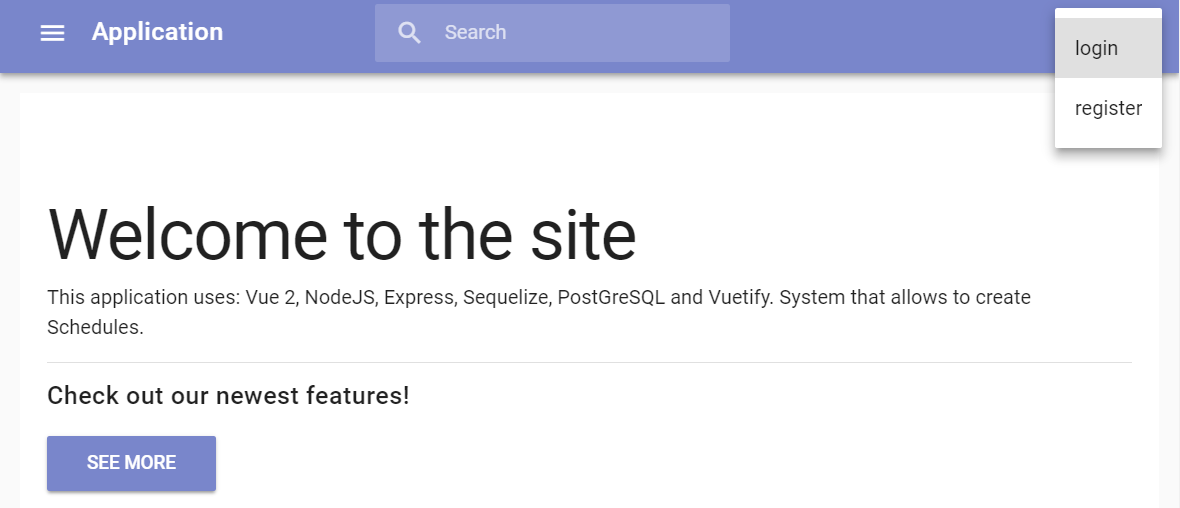 Application
Search
login
register
Welcome to the site
This application uses: Vue 2, NodeJS, Express, Sequelize, PostGreSQL and Vuetify. System that allows to create
Schedules.
Check out our newest features!
SEE MORE